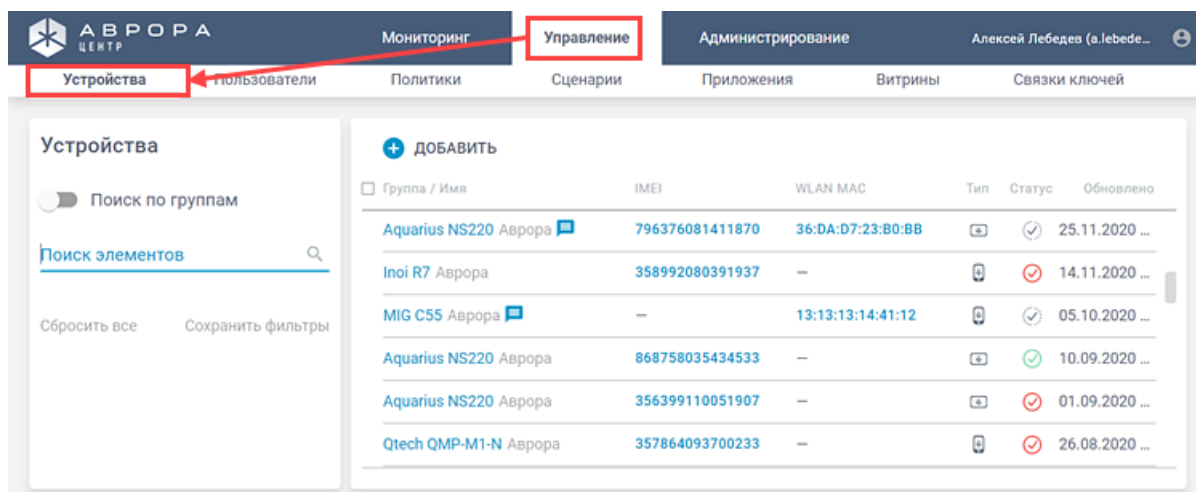 АВРОРА
ЦЕНТР
Мониторинг Управление Администрирование Алексей Лебедев (a.lebede...
Устройства Пользователи Политики Сценарии Приложения Витрины Связки ключей
Устройства
Поиск по группам
Поиск элементов
Сбросить все Сохранить фильтры
ДОБАВИТЬ
Группа / Имя IMEI WLAN MAC Тип Статус Обновлено
Aquarius NS220 Аврора 796376081411870 36:DA:D7:23:B0:BB 25.11.2020 ...
Inoi R7 Аврора 358992080391937 — 14.11.2020 ...
MIG C55 Аврора — 13:13:13:14:41:12 05.10.2020 ...
Aquarius NS220 Аврора 868758035434533 — 10.09.2020 ...
Aquarius NS220 Аврора 356399110051907 — 01.09.2020 ...
Qtech QMP-M1-N Аврора 357864093700233 — 26.08.2020 ...